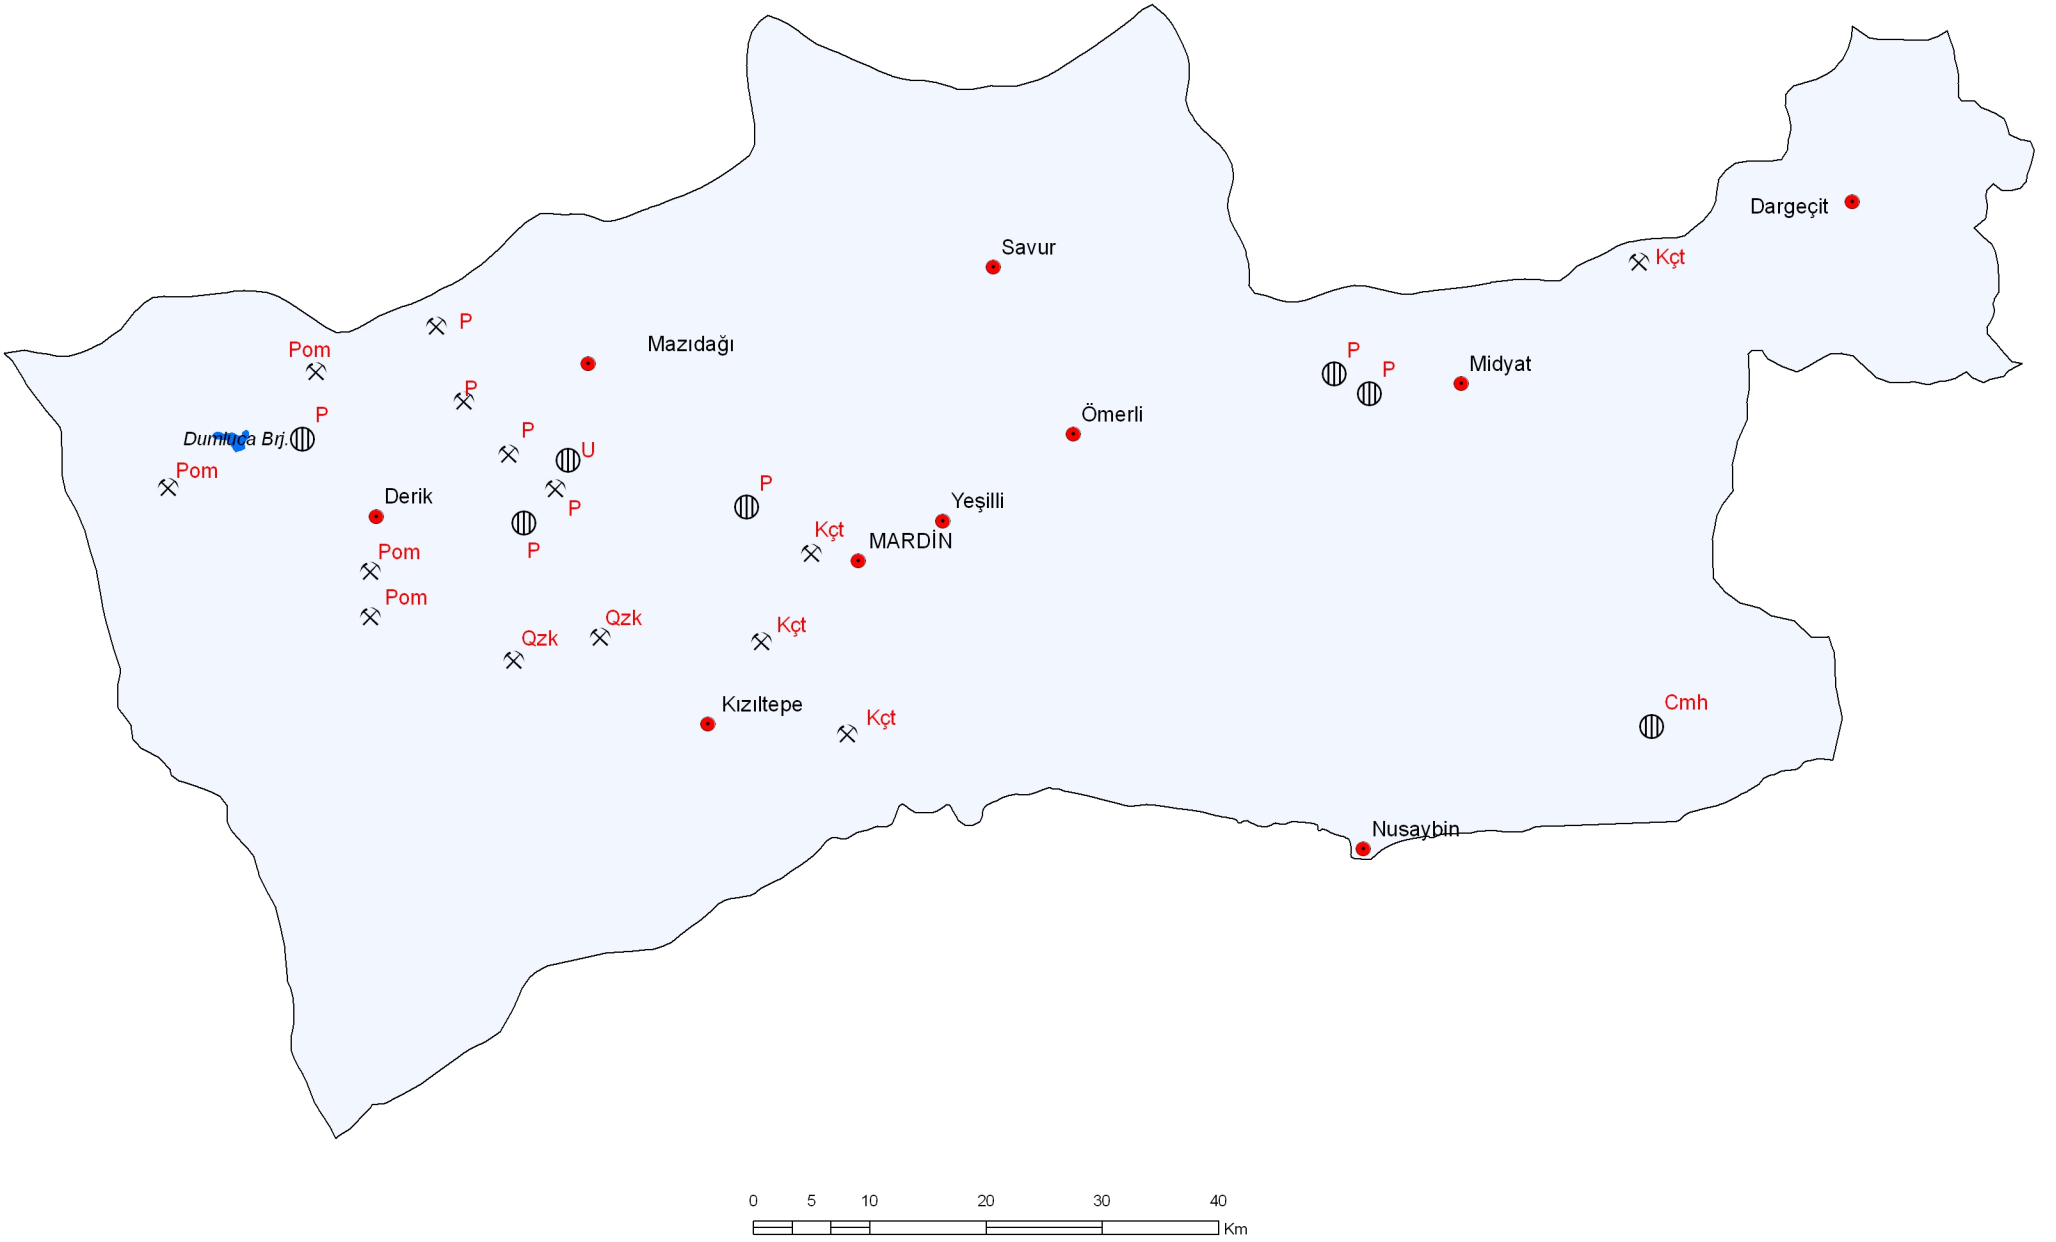 Dargeçit
Savur
Kçt
P
Mazıdağı
Pom
P
Midyat
P
P
Ömerli
P
P
Dumluca Brj.
U
Pom
P
Derik
Yeşilli
P
Kçt
MARDİN
P
Pom
Pom
Qzk
Kçt
Qzk
Cmh
Kızıltepe
Kçt
Nusaybin
0 5 10 20 30 40
Km